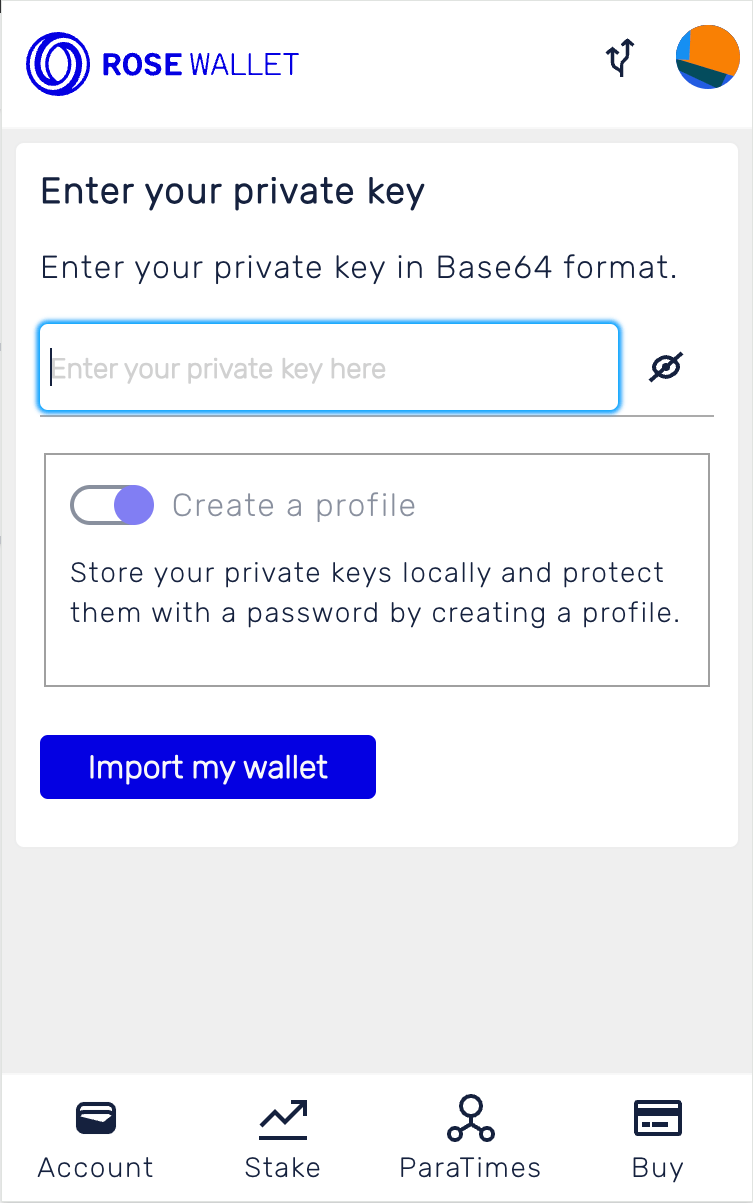 ROSE WALLET
Enter your private key
Enter your private key in Base64 format.
Enter your private key here
Create a profile
Store your private keys locally and protect
them with a password by creating a profile.
Import my wallet
Account Stake ParaTimes Buy